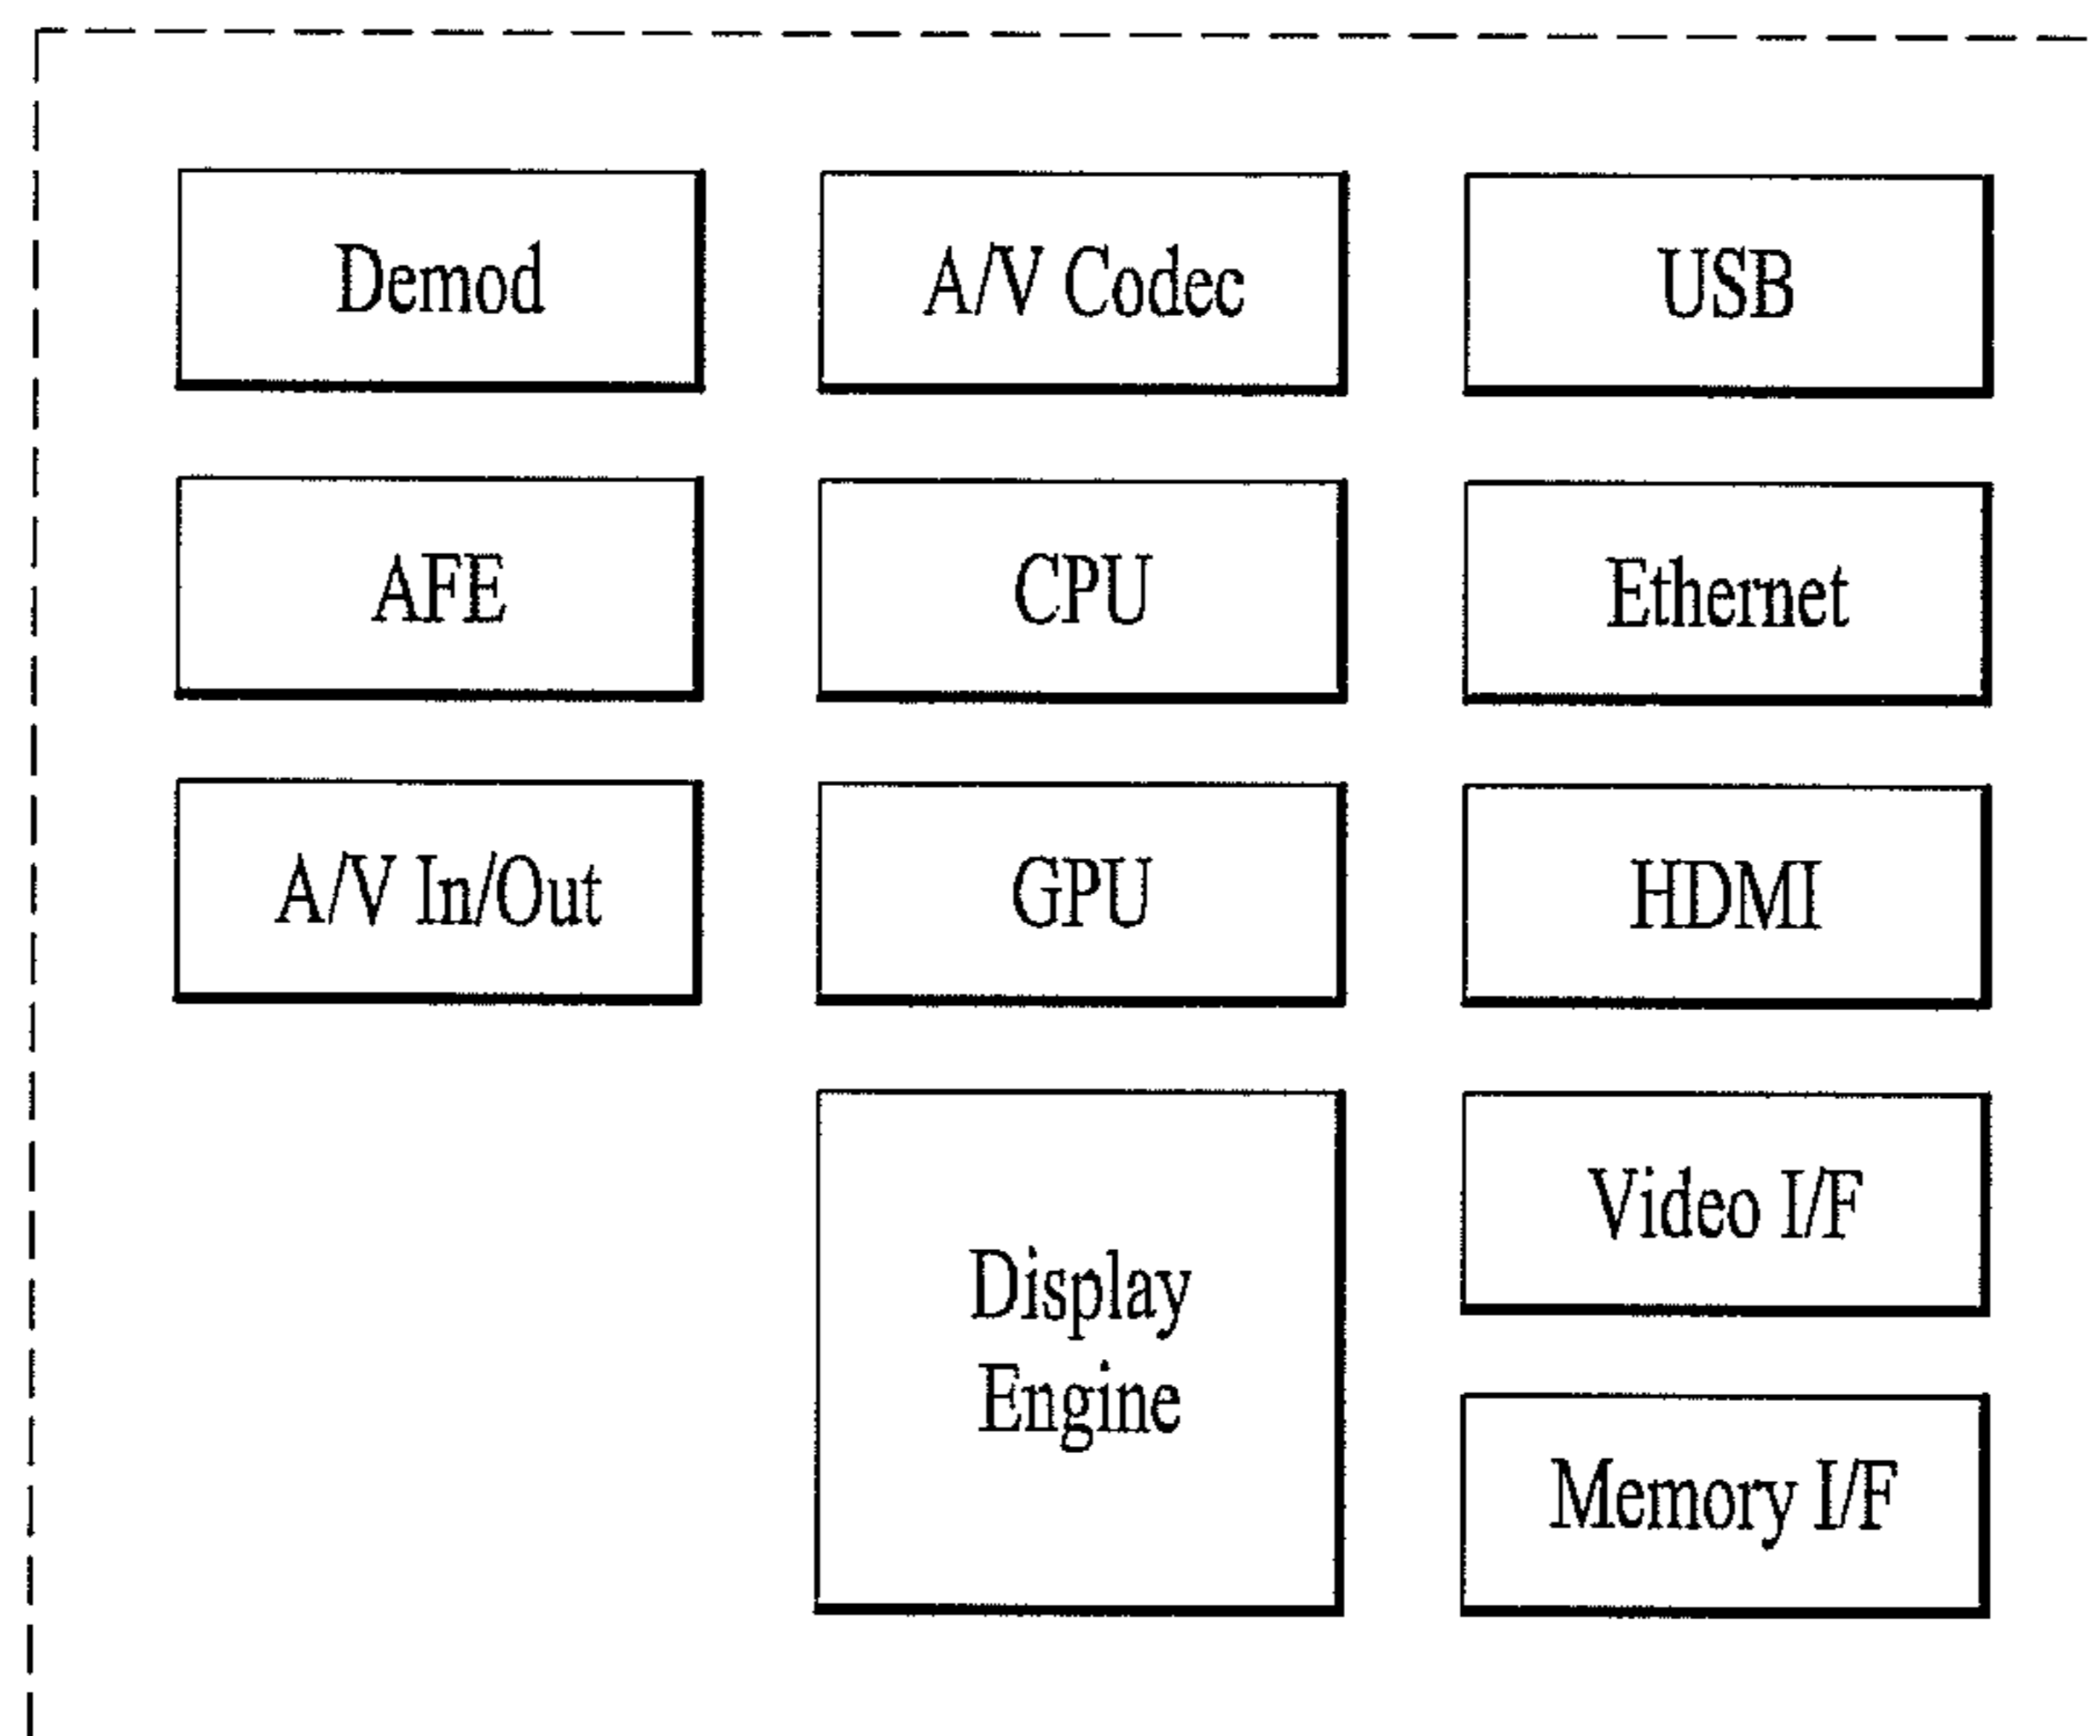 Demod
A/V Codec
USB
AFE
CPU
Ethernet
A/V In/Out
GPU
HDMI
Display
Engine
Video I/F
Memory I/F